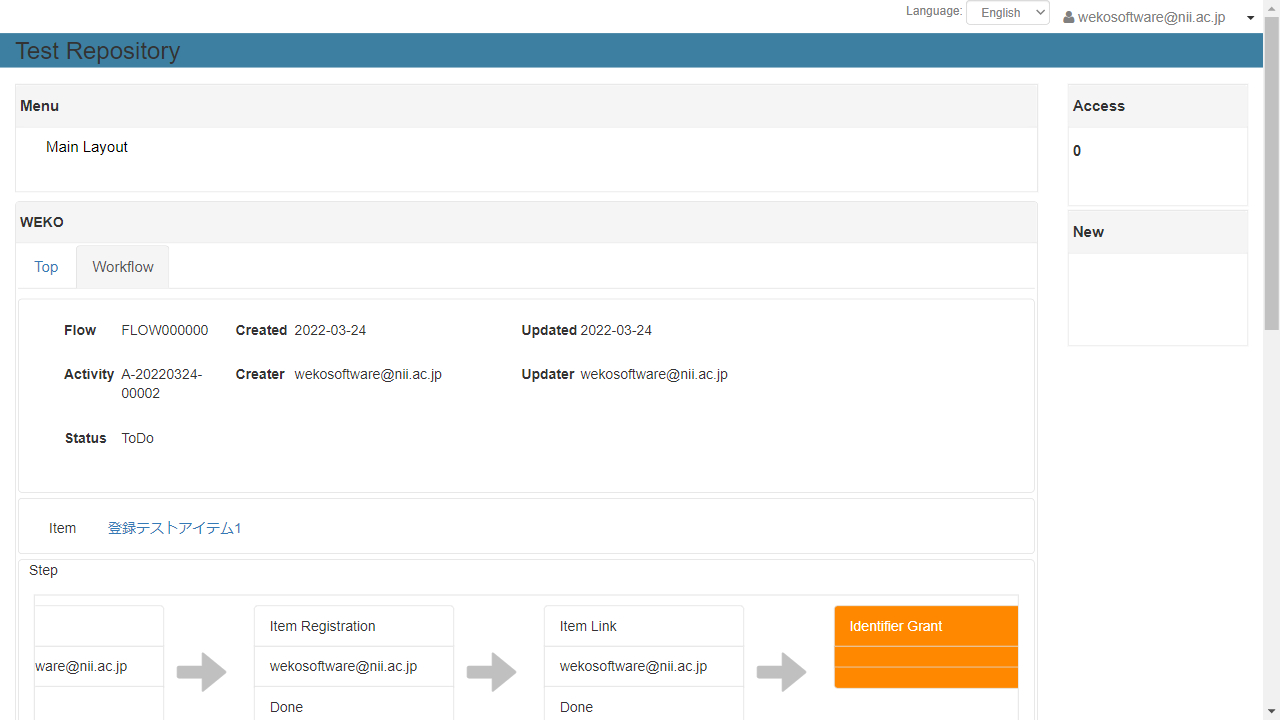 Language: English wekosoftware@nii.ac.jp
Test Repository
Menu
Main Layout
Access
0
New
WEKO
Top Workflow
Flow FLOW000000 Created 2022-03-24 Updated 2022-03-24
Activity A-20220324-
00002 Creater wekosoftware@nii.ac.jp Updater wekosoftware@nii.ac.jp
Status ToDo
Item 登録テストアイテム1
Step
Item Registration Item Link Identifier Grant
ware@nii.ac.jp wekosoftware@nii.ac.jp wekosoftware@nii.ac.jp
Done Done